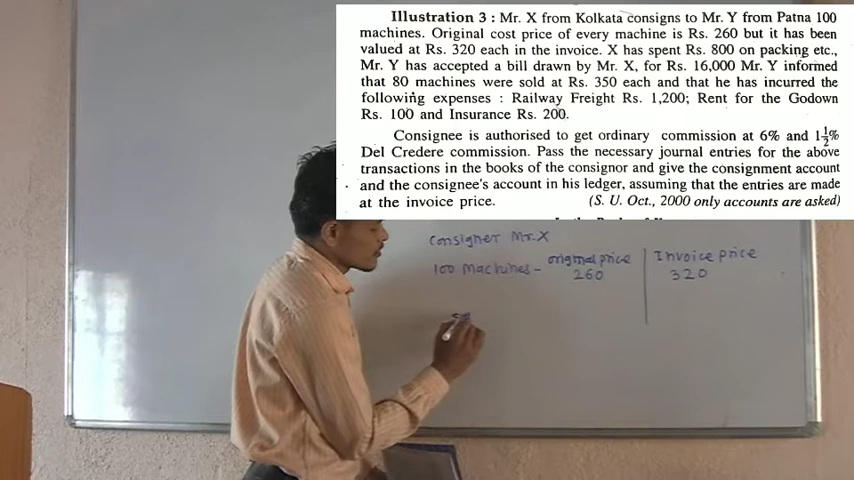 Illustration 3 : Mr. X from Kolkata consigns to Mr. Y from Patna 100
machines. Original cost price of every machine is Rs. 260 but it has been
valued at Rs. 320 each in the invoice. X has spent Rs. 800 on packing etc.,
Mr. Y has accepted a bill drawn by Mr. X, for Rs. 16,000 Mr. Y informed
that 80 machines were sold at Rs. 350 each and that he has incurred the
following expenses : Railway Freight Rs. 1,200; Rent for the Godown
Rs. 100 and Insurance Rs. 200.
Consignee is authorised to get ordinary commission at 6% and 1½%
Del Credere commission. Pass the necessary journal entries for the above
transactions in the books of the consignor and give the consignment account
and the consignee's account in his ledger, assuming that the entries are made
at the invoice price. (S. U. Oct., 2000 only accounts are asked)
Consigner Mr. X
100 Machines - original price Invoice price
260 320